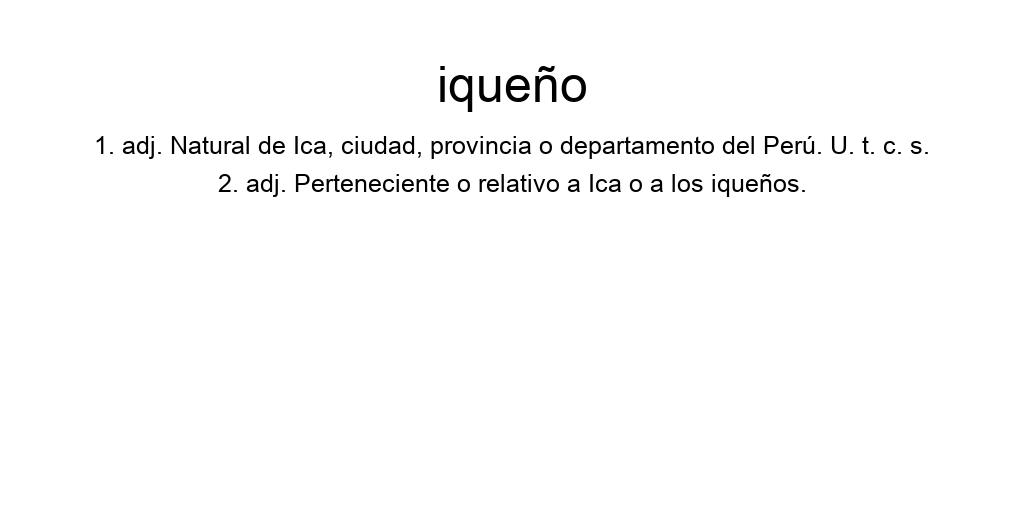 iqueño
1. adj. Natural de Ica, ciudad, provincia o departamento del Perú. U. t. c. s.
2. adj. Perteneciente o relativo a Ica o a los iqueños.